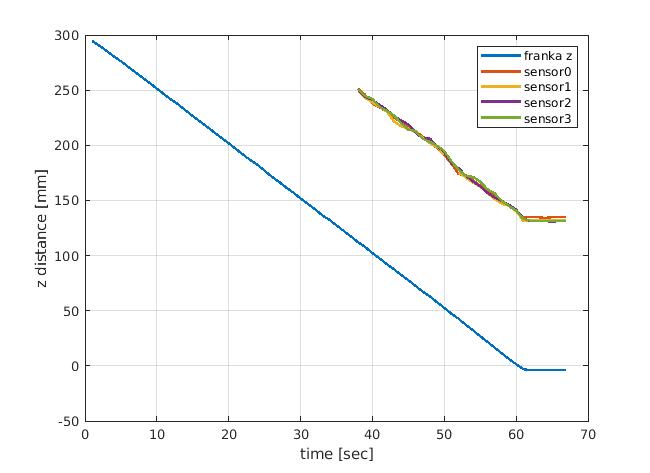 300
250
200
150
100
50
0
-50
0 10 20 30 40 50 60 70
z distance [mm]
time [sec]
franka z
sensor0
sensor1
sensor2
sensor3